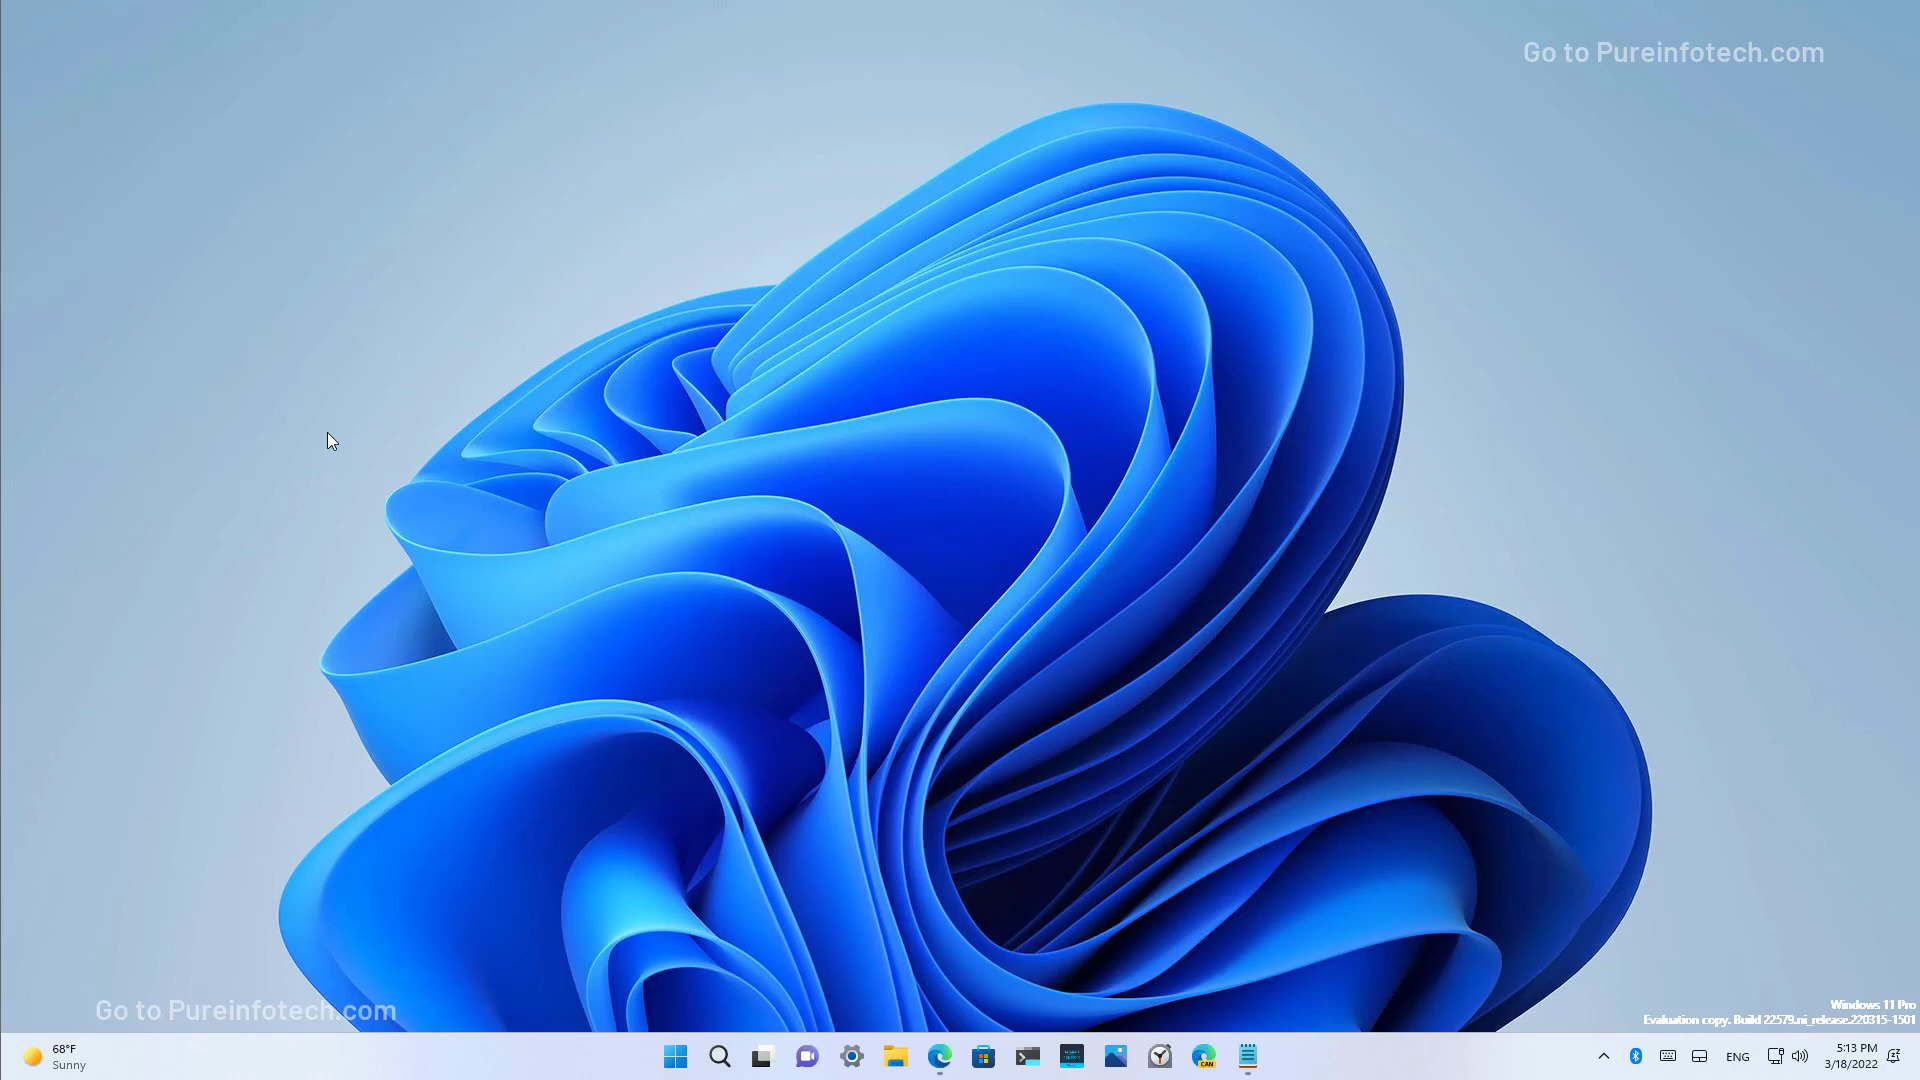 Go to Pureinfotech.com
Go to Pureinfotech.com
Windows 11 Pro
Evaluation copy. Build 22579.ni_release.220315-1501
68°F
Sunny
CAN
ENG
5:13 PM
3/18/2022